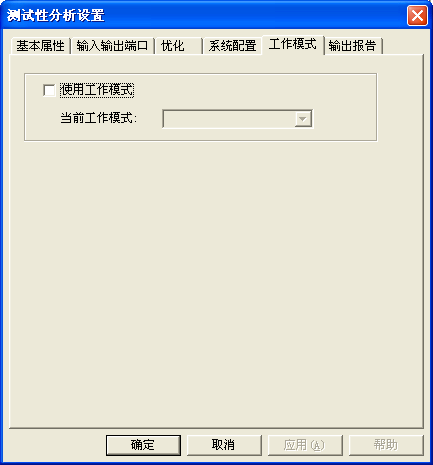 测试性分析设置
基本属性 输入输出端口 优化 系统配置 工作模式 输出报告
使用工作模式
当前工作模式:
确定 取消 应用(A) 帮助